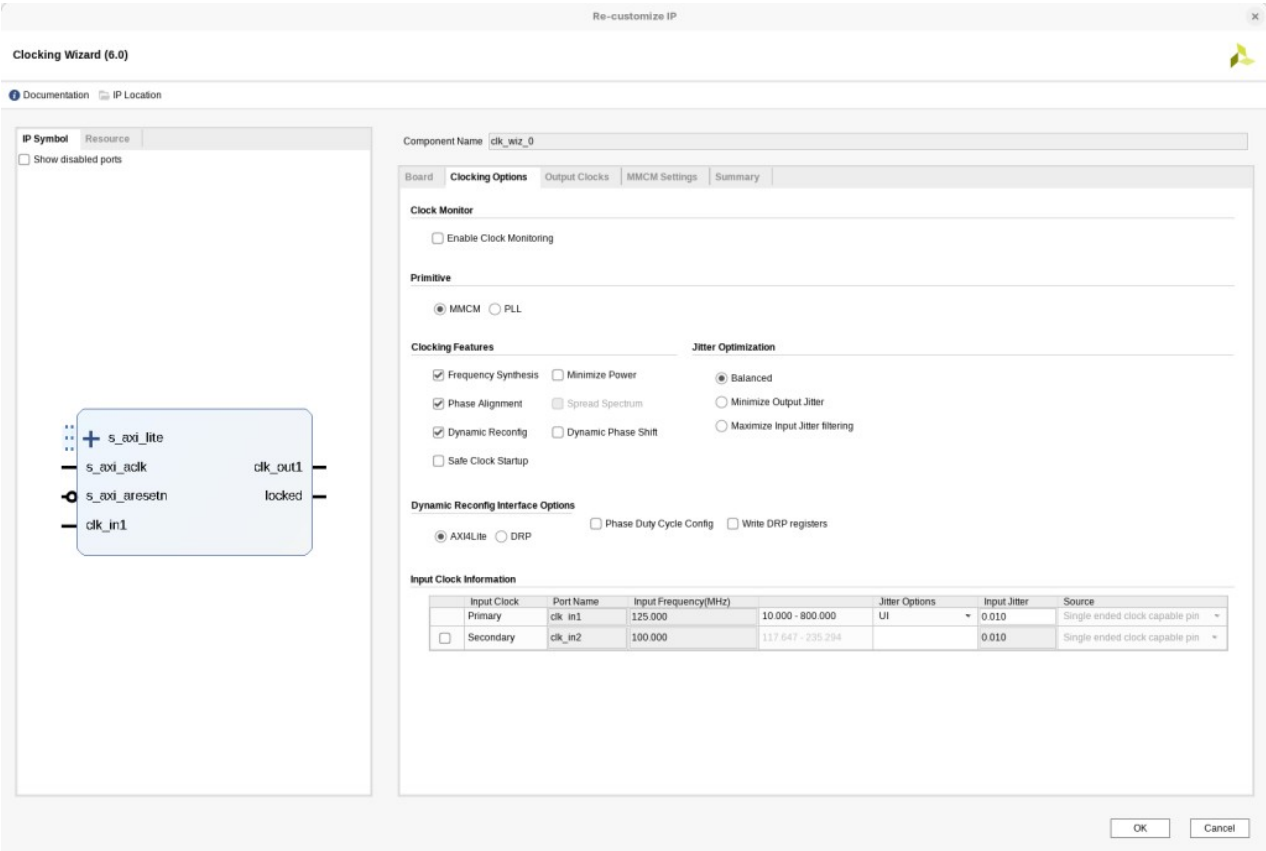 Re-customize IP
Clocking Wizard (6.0)
Documentation IP Location
IP Symbol Resource
Show disabled ports
s_axi_lite
s_axi_aclk
s_axi_aresetn
clk_in1
clk_out1
locked
Component Name clk_wiz_0
Board Clocking Options Output Clocks MMCM Settings Summary
Clock Monitor
Enable Clock Monitoring
Primitive
MMCM PLL
Clocking Features
Frequency Synthesis Minimize Power
Phase Alignment Spread Spectrum
Dynamic Reconfig Dynamic Phase Shift
Safe Clock Startup
Jitter Optimization
Balanced
Minimize Output Jitter
Maximize Input Jitter filtering
Dynamic Reconfig Interface Options
AXI4Lite DRP
Phase Duty Cycle Config Write DRP registers
Input Clock Information
Input Clock Port Name Input Frequency(MHz) Jitter Options Input Jitter Source
Primary clk_in1 125.000 10.000 - 800.000 UI 0.010 Single ended clock capable pin
Secondary clk_in2 100.000 117.647 - 235.294 0.010 Single ended clock capable pin
OK Cancel